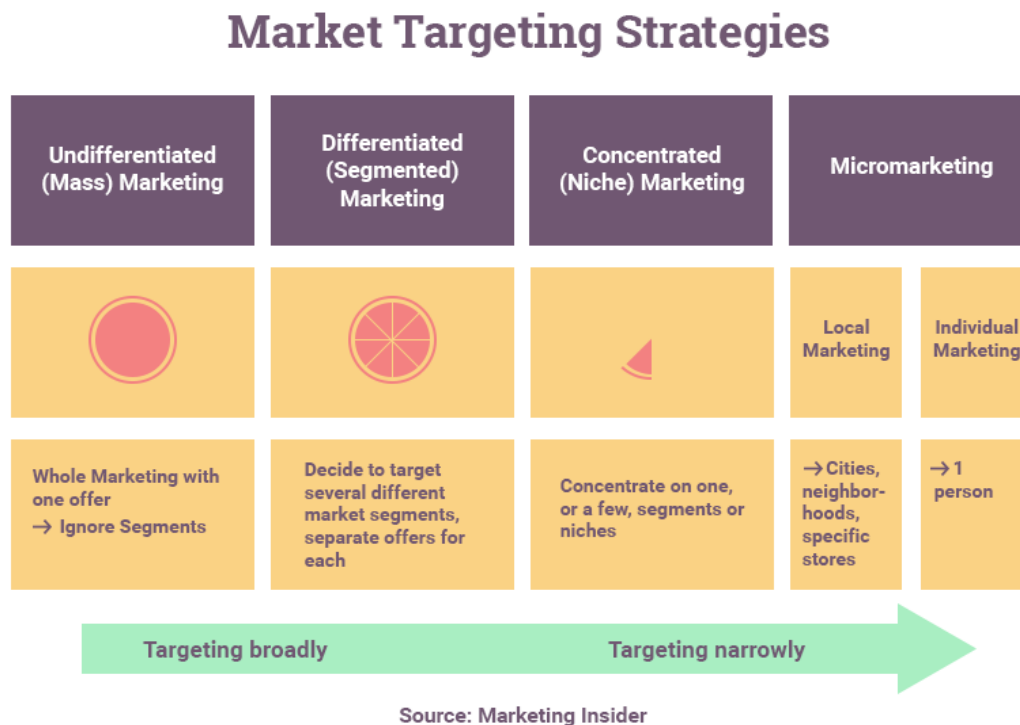 Market Targeting Strategies
Undifferentiated
(Mass) Marketing
Differentiated
(Segmented)
Marketing
Concentrated
(Niche) Marketing
Micromarketing
Local
Marketing
Individual
Marketing
Whole Marketing with
one offer
→ Ignore Segments
Decide to target
several different
market segments,
separate offers for
each
Concentrate on one,
or a few, segments or
niches
→ Cities,
neighbor-
hoods,
specific
stores
→ 1
person
Targeting broadly
Targeting narrowly
Source: Marketing Insider